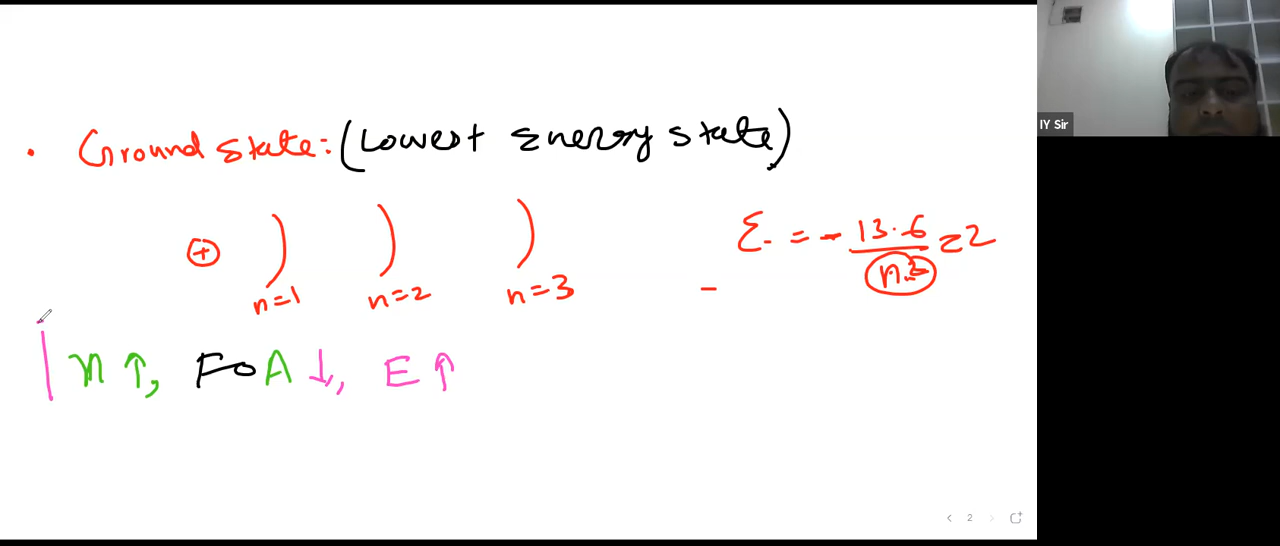 • Ground state: (Lowest Energy state)
IY Sir
+
n=1 n=2 n=3
E = - 13.6/n² z²
-
n ↑, FoA ↓, E ↑
2